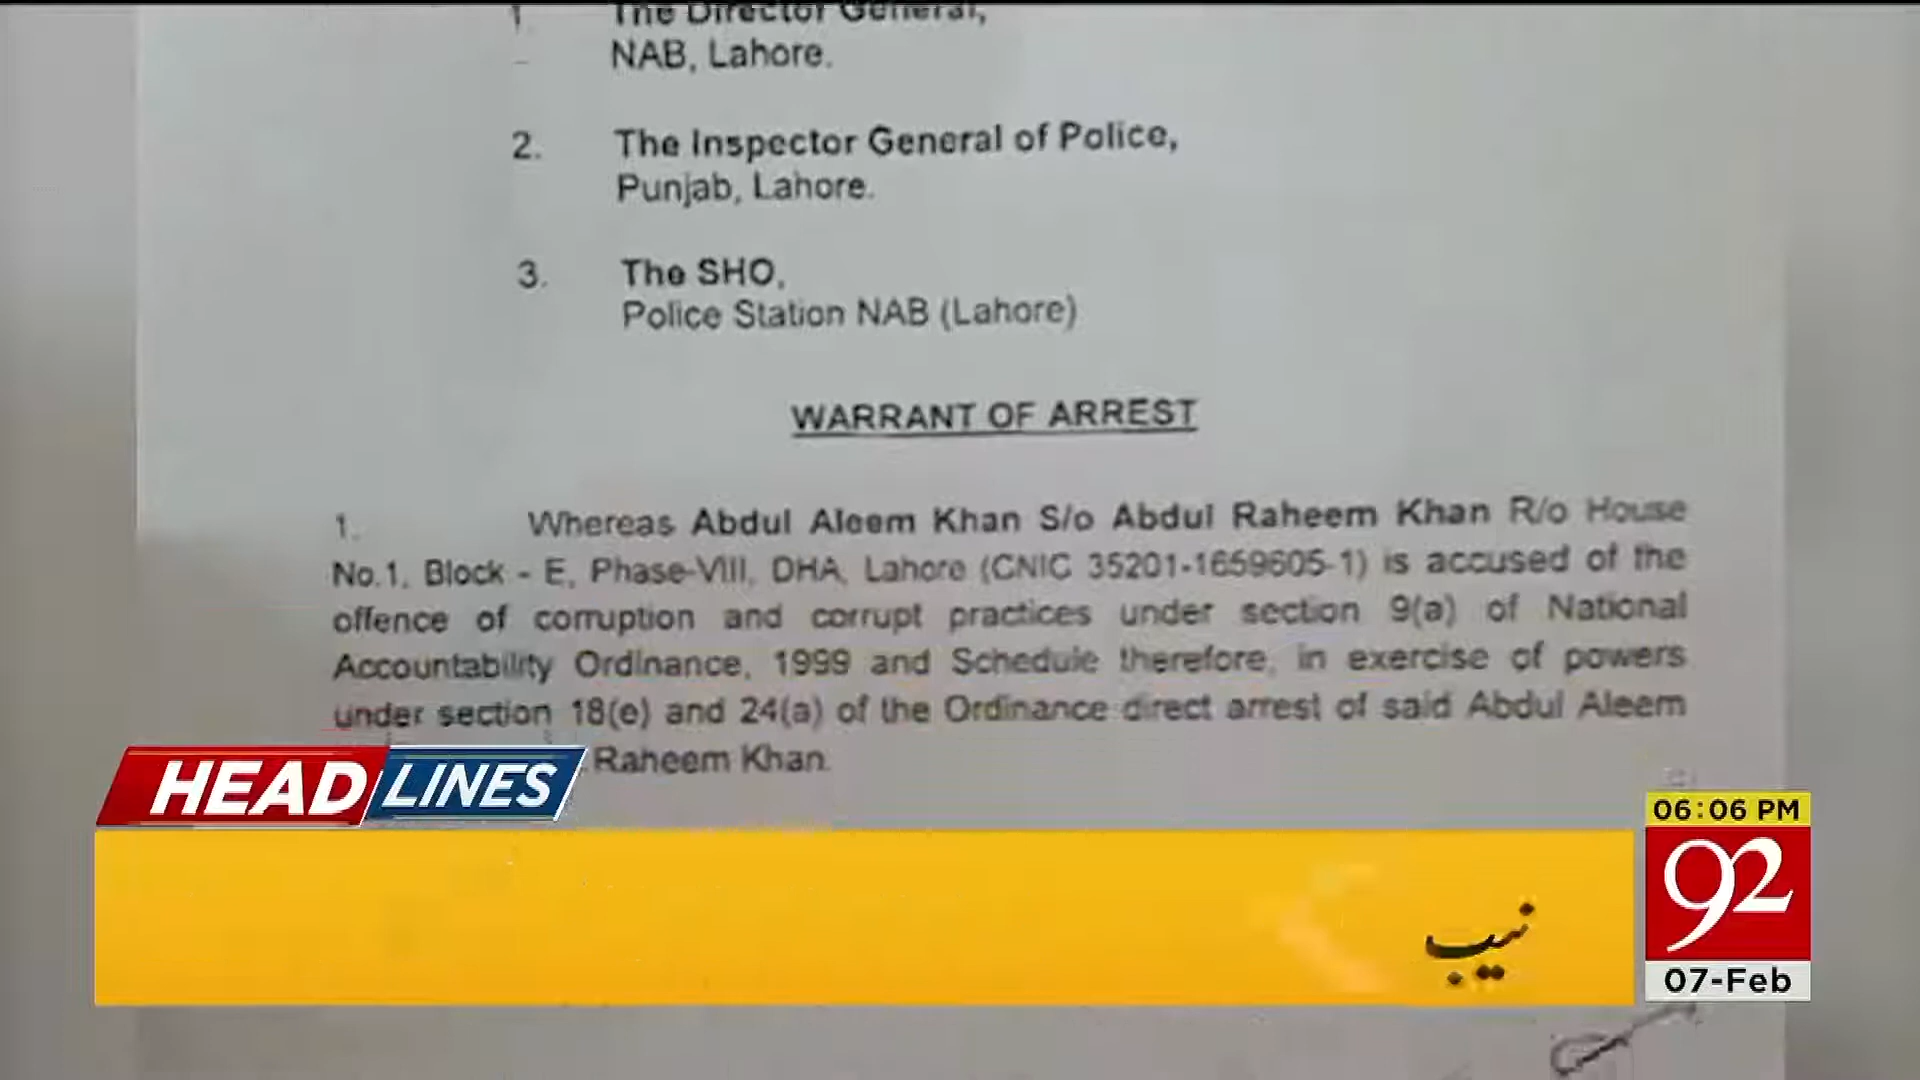 1 The Director General,
NAB, Lahore.
2. The Inspector General of Police,
Punjab, Lahore.
3. The SHO,
Police Station NAB (Lahore)
WARRANT OF ARREST
1. Whereas Abdul Aleem Khan S/o Abdul Raheem Khan R/o House
No.1, Block - E, Phase-VIII, DHA, Lahore (CNIC 35201-1659605-1) is accused of the
offence of corruption and corrupt practices under section 9(a) of National
Accountability Ordinance, 1999 and Schedule therefore, in exercise of powers
under section 18(e) and 24(a) of the Ordinance direct arrest of said Abdul Aleem
Raheem Khan.
HEADLINES
06:06 PM
92
نیب
07-Feb